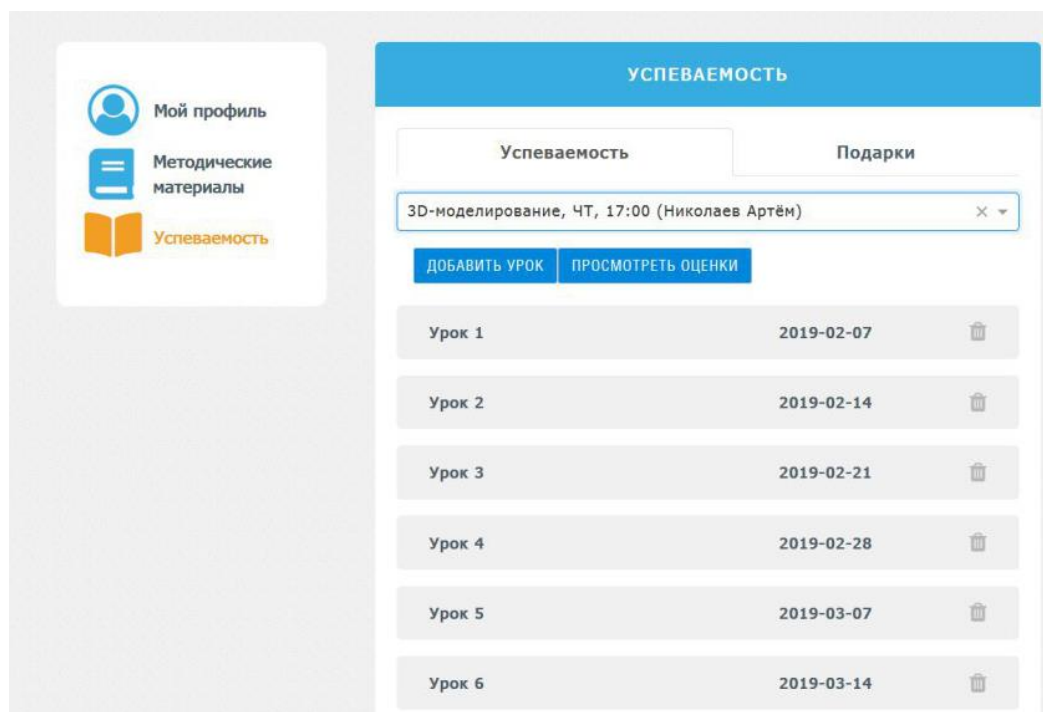 Мой профиль
Методические
материалы
Успеваемость
УСПЕВАЕМОСТЬ
Успеваемость Подарки
3D-моделирование, ЧТ, 17:00 (Николаев Артём)
ДОБАВИТЬ УРОК ПРОСМОТРЕТЬ ОЦЕНКИ
Урок 1 2019-02-07
Урок 2 2019-02-14
Урок 3 2019-02-21
Урок 4 2019-02-28
Урок 5 2019-03-07
Урок 6 2019-03-14